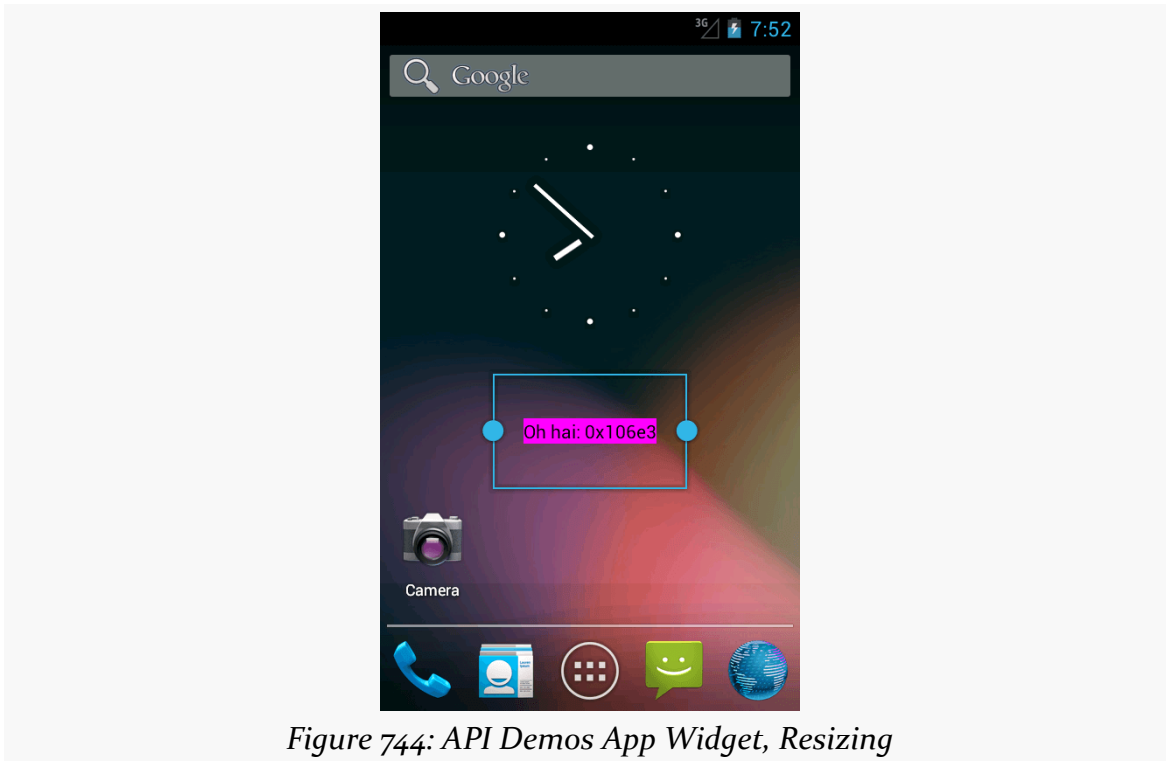 3G 7:52
Google
Oh hai: 0x106e3
Camera
Figure 744: API Demos App Widget, Resizing